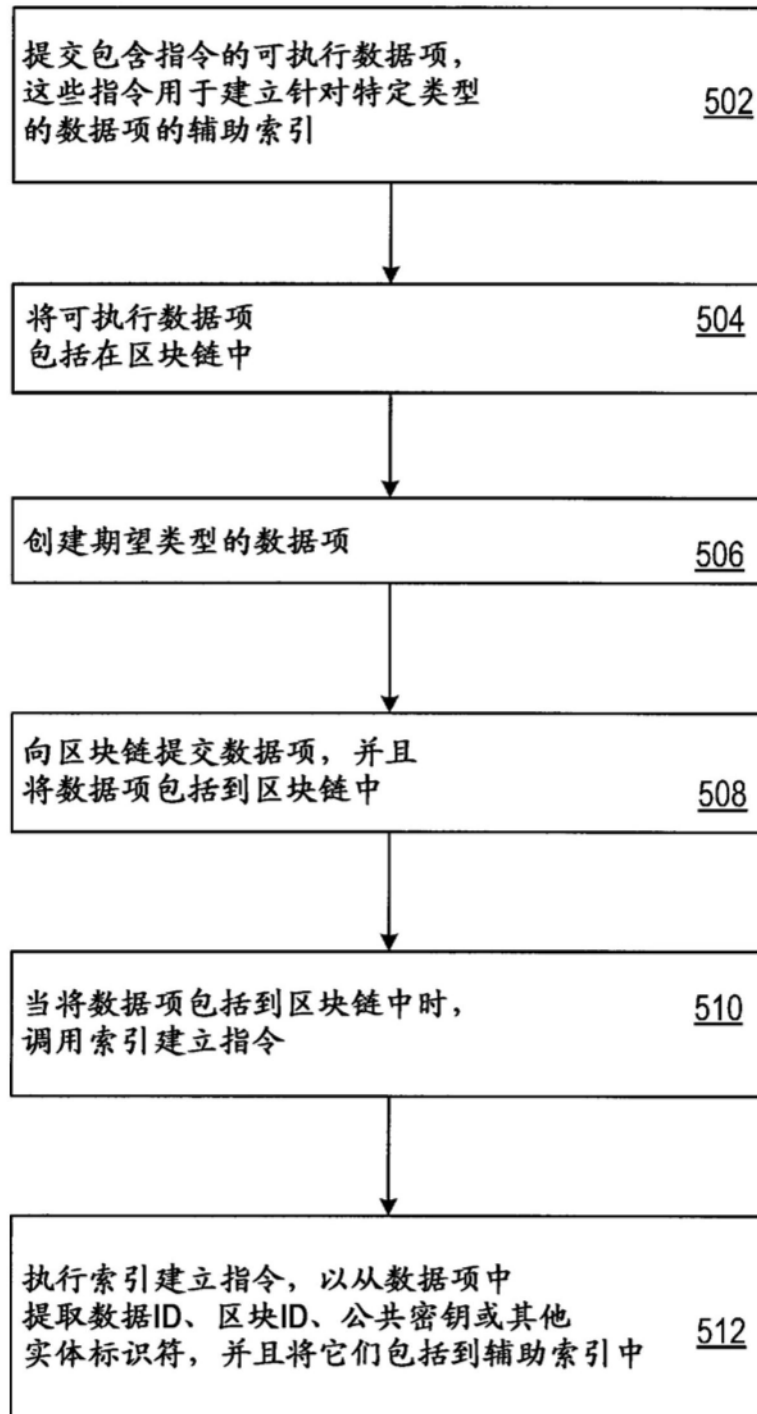 提交包含指令的可执行数据项，
这些指令用于建立针对特定类型
的数据项的辅助索引
502
将可执行数据项
包括在区块链中
504
创建期望类型的数据项
506
向区块链提交数据项，并且
将数据项包括到区块链中
508
当将数据项包括到区块链中时，
调用索引建立指令
510
执行索引建立指令，以从数据项中
提取数据ID、区块ID、公共密钥或其他
实体标识符，并且将它们包括到辅助索引中
512